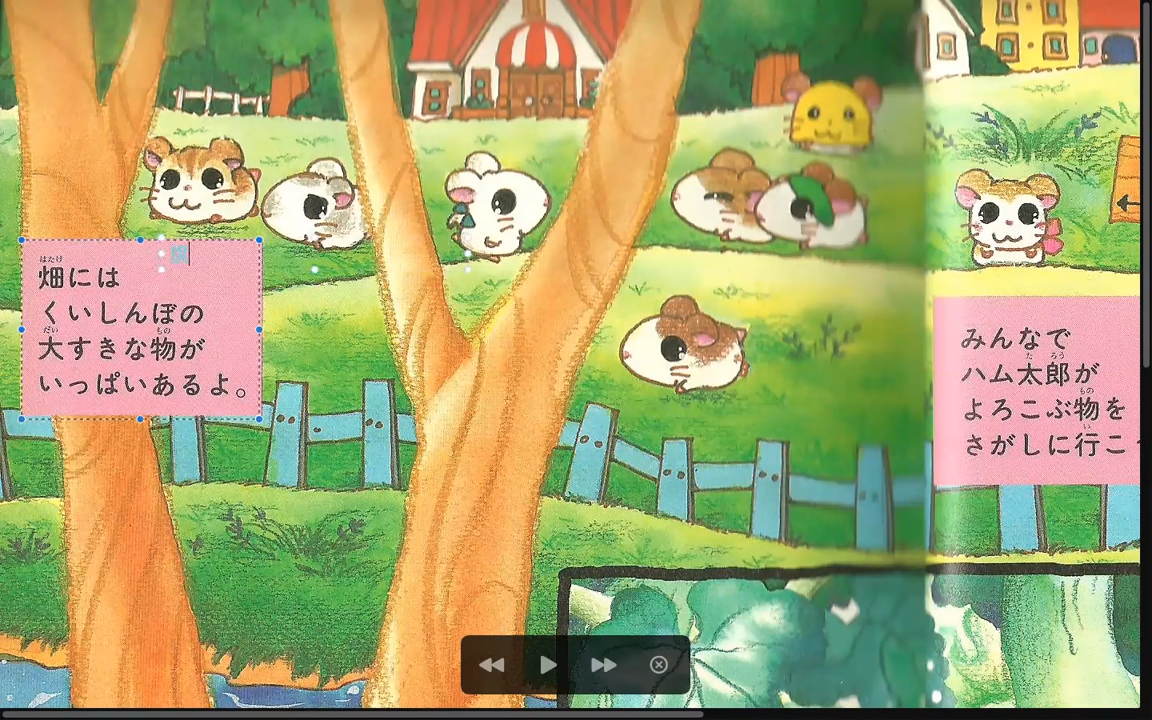 畑には
くいしんぼの
大すきな物が
いっぱいあるよ。
みんなで
ハム太郎が
よろこぶ物を
さがしに行こ